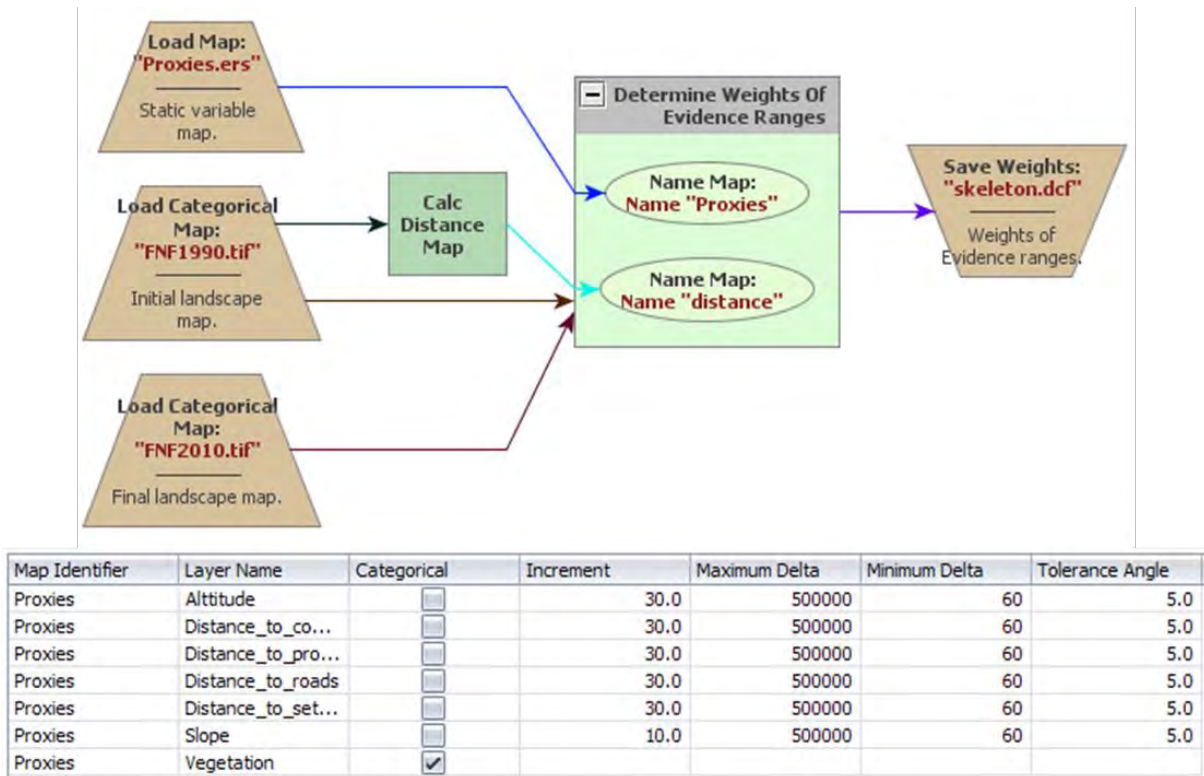 Load Map:
"Proxies.ers"
Static variable
map.
Load Categorical
Map:
"FNF1990.tif"
Initial landscape
map.
Load Categorical
Map:
"FNF2010.tif"
Final landscape map.
Calc
Distance
Map
Determine Weights Of
Evidence Ranges
Name Map:
Name "Proxies"
Name Map:
Name "distance"
Save Weights:
"skeleton.dcf"
Weights of
Evidence ranges.
Map Identifier Layer Name Categorical Increment Maximum Delta Minimum Delta Tolerance Angle
Proxies Alttitude 30.0 500000 60 5.0
Proxies Distance_to_co... 30.0 500000 60 5.0
Proxies Distance_to_pro... 30.0 500000 60 5.0
Proxies Distance_to_roads 30.0 500000 60 5.0
Proxies Distance_to_set... 30.0 500000 60 5.0
Proxies Slope 10.0 500000 60 5.0
Proxies Vegetation